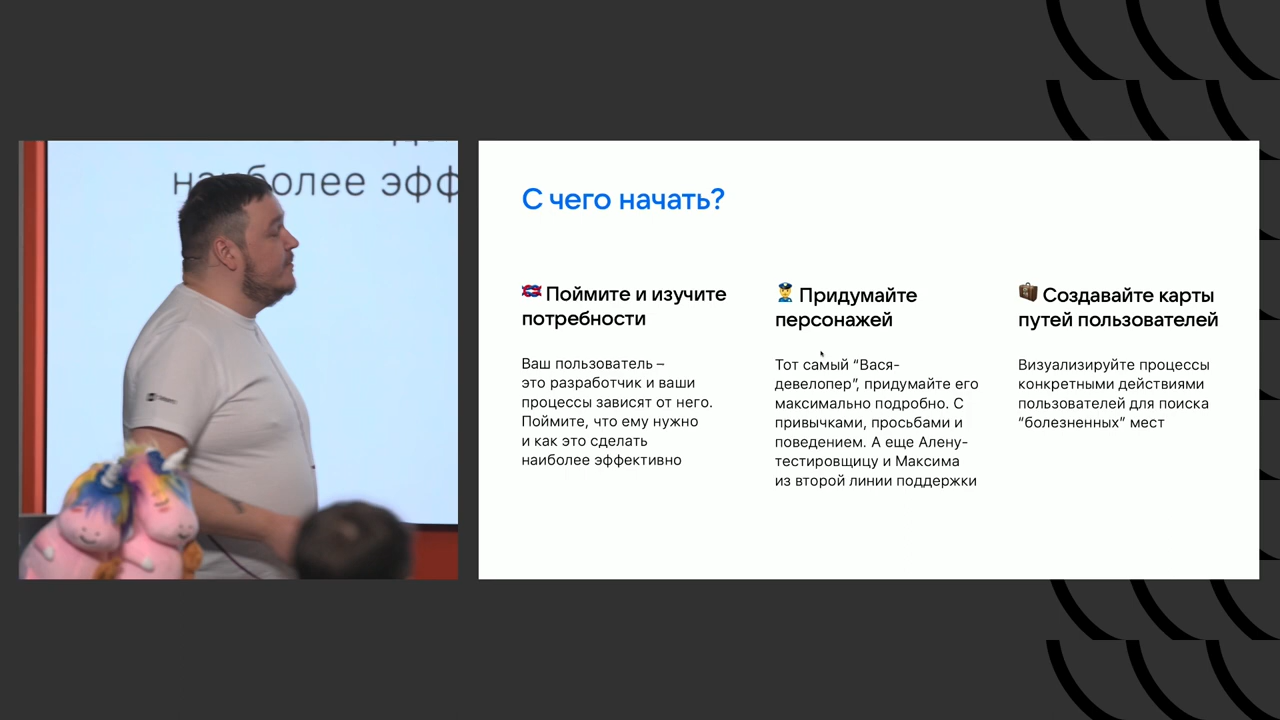 наиболее эфф
С чего начать?
Поймите и изучите
потребности
Ваш пользователь –
это разработчик и ваши
процессы зависят от него.
Поймите, что ему нужно
и как это сделать
наиболее эффективно
Придумайте
персонажей
Тот самый “Вася-
девелопер”, придумайте его
максимально подробно. С
привычками, просьбами и
поведением. А еще Алену-
тестировщицу и Максима
из второй линии поддержки
Создавайте карты
путей пользователей
Визуализируйте процессы
конкретными действиями
пользователей для поиска
“болезненных” мест